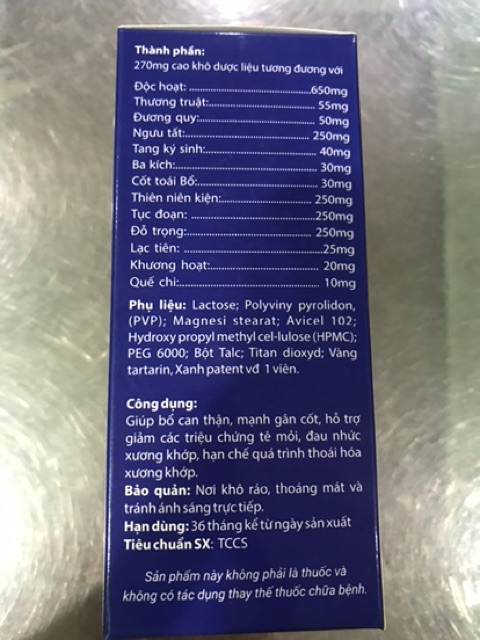 Thành phần:
270mg cao khô dược liệu tương đương với
Độc hoạt: ........................................650mg
Thương truật:.................................... 55mg
Đương quy:....................................... 50mg
Ngưu tất:........................................ 250mg
Tang ký sinh:.................................... 40mg
Ba kích:......................................... 30mg
Cốt toái Bổ:..................................... 30mg
Thiên niên kiện:................................. 250mg
Tục đoạn: .......................................250mg
Đỗ trọng:........................................ 250mg
Lạc tiên: .......................................25mg
Khương hoạt:..................................... 20mg
Quế chi:......................................... 10mg
Phụ liệu: Lactose; Polyviny pyrolidon,
(PVP); Magnesi stearat; Avicel 102;
Hydroxy propyl methyl cel-lulose (HPMC);
PEG 6000; Bột Talc; Titan dioxyd; Vàng
tartarin, Xanh patent vđ 1 viên.
Công dụng:
Giúp bổ can thận, mạnh gân cốt, hỗ trợ
giảm các triệu chứng tê mỏi, đau nhức
xương khớp, hạn chế quá trình thoái hóa
xương khớp.
Bảo quản: Nơi khô ráo, thoáng mát và
tránh ánh sáng trực tiếp.
Hạn dùng: 36 tháng kể từ ngày sản xuất
Tiêu chuẩn SX: TCCS
Sản phẩm này không phải là thuốc và
không có tác dụng thay thế thuốc chữa bệnh.